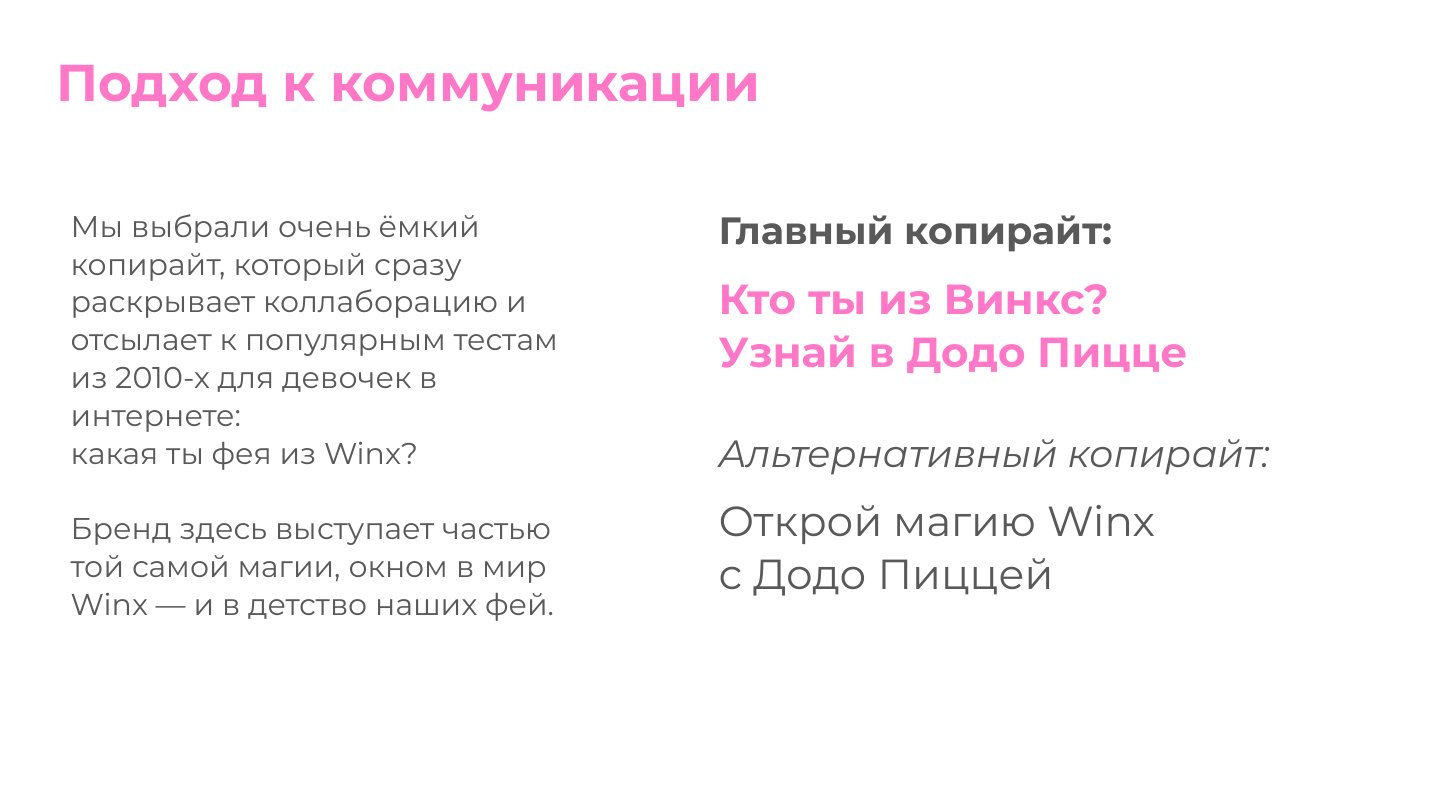 Подход к коммуникации
Мы выбрали очень ёмкий
копирайт, который сразу
раскрывает коллаборацию и
отсылает к популярным тестам
из 2010-х для девочек в
интернете:
какая ты фея из Winx?
Бренд здесь выступает частью
той самой магии, окном в мир
Winx — и в детство наших фей.
Главный копирайт:
Кто ты из Винкс?
Узнай в Додо Пицце
Альтернативный копирайт:
Открой магию Winx
с Додо Пиццей